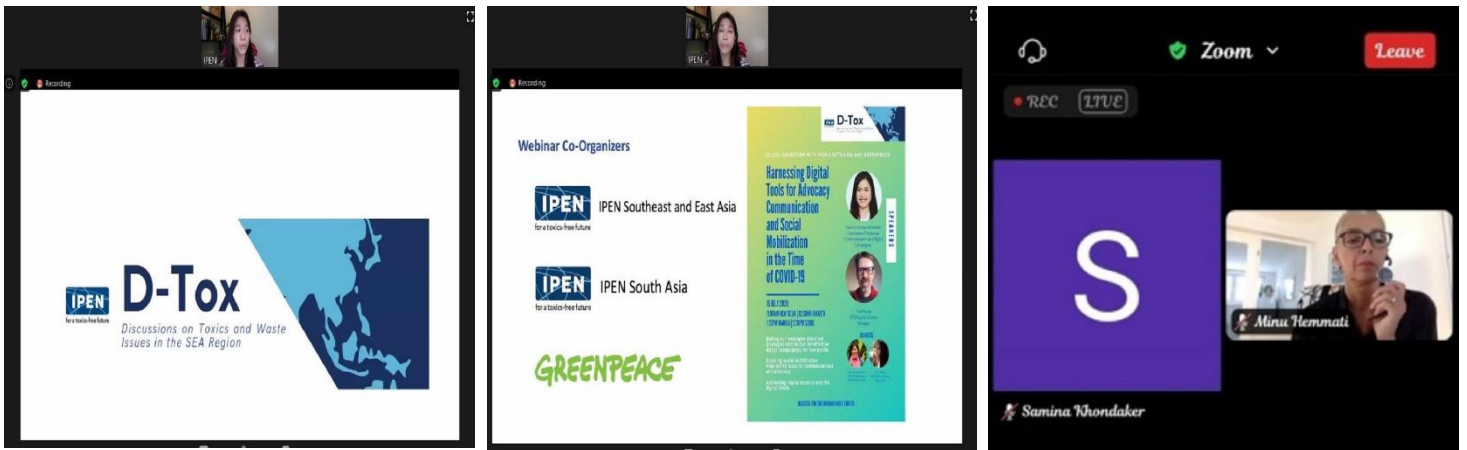 IPEN
Recording
IPEN
for a toxics-free future
D-Tox
Discussions on Toxics and Waste
Issues in the SEA Region
IPEN
Recording
Webinar Co-Organizers
IPEN
for a toxics-free future
IPEN Southeast and East Asia
IPEN
for a toxics-free future
IPEN South Asia
GREENPEACE
IPEN
D-Tox
Harnessing Digital
Tools for Advocacy
Communication
and Social
Mobilization
in the Time
of COVID-19
SPEAKERS
Zoom
Leave
REC
LIVE
S
Minu Hemmati
Samina Khondaker